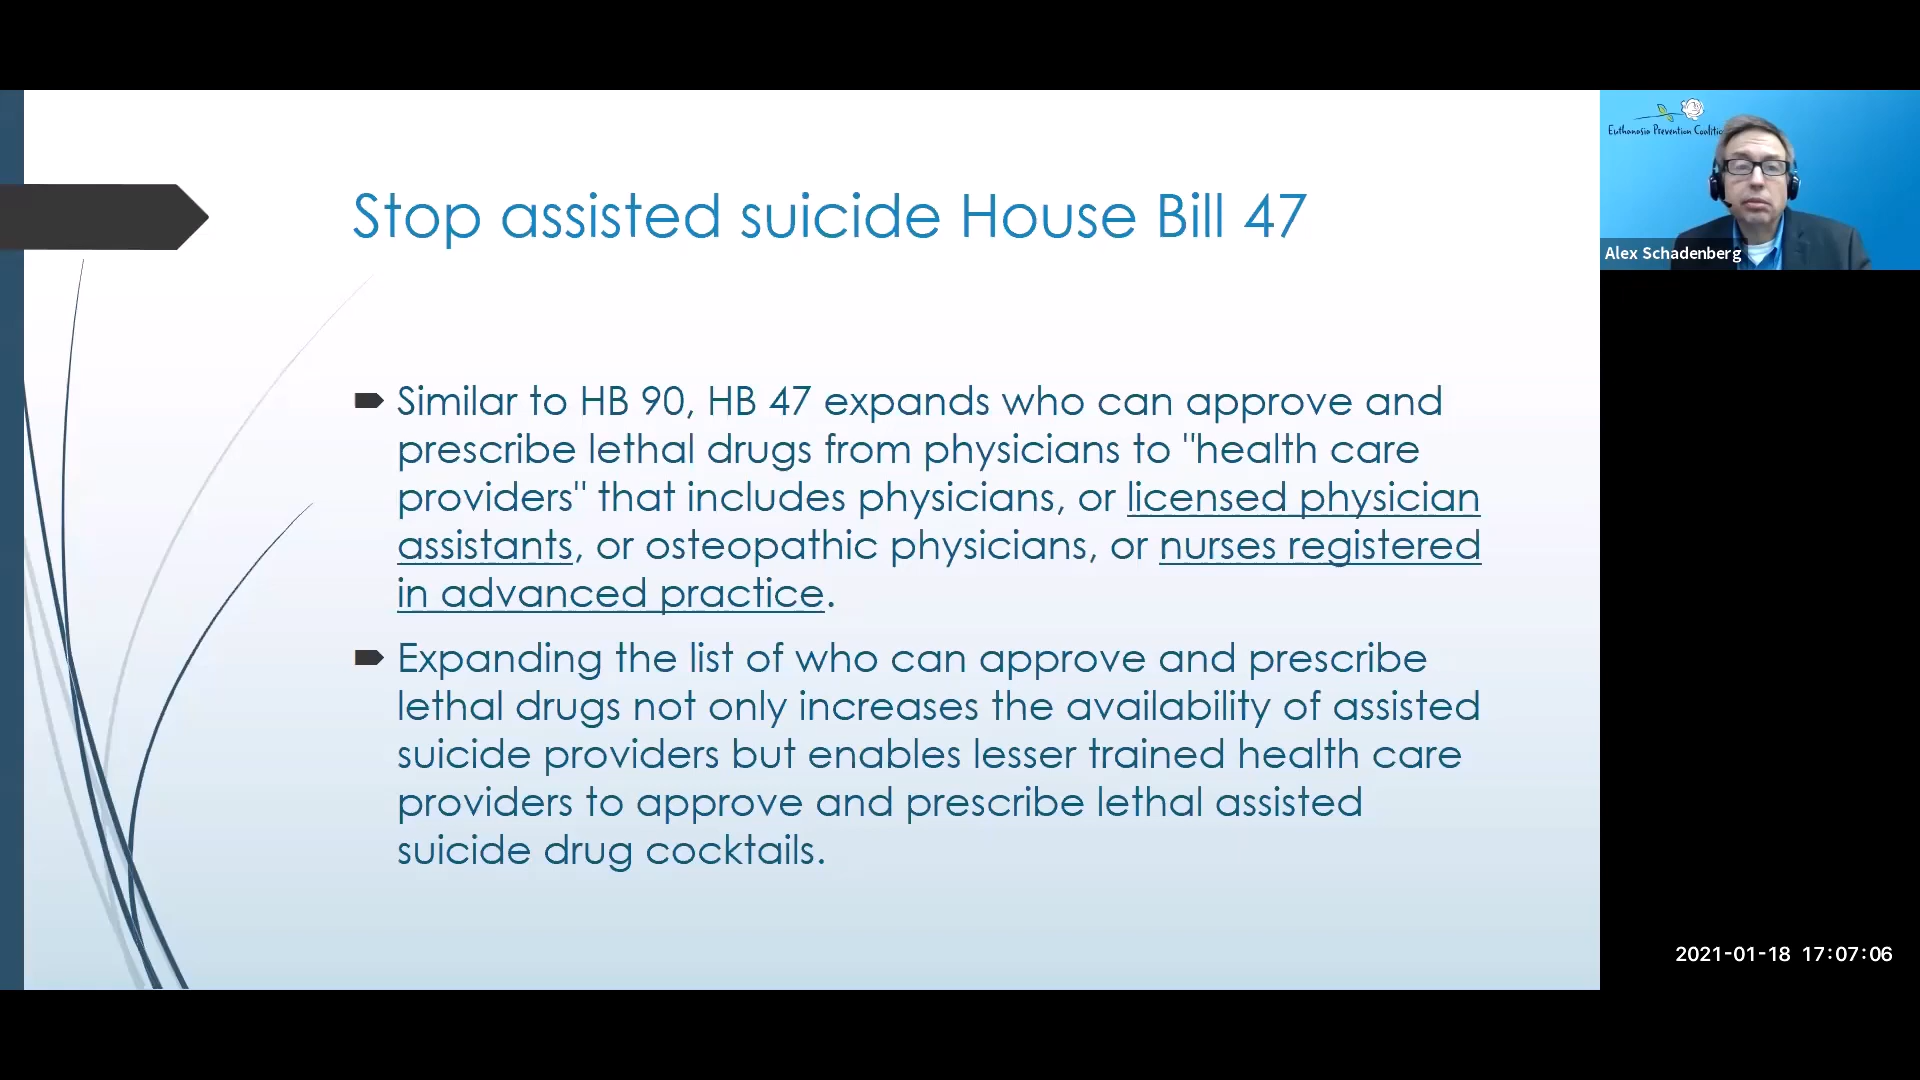 Stop assisted suicide House Bill 47
Similar to HB 90, HB 47 expands who can approve and
prescribe lethal drugs from physicians to "health care
providers" that includes physicians, or licensed physician
assistants, or osteopathic physicians, or nurses registered
in advanced practice.
Expanding the list of who can approve and prescribe
lethal drugs not only increases the availability of assisted
suicide providers but enables lesser trained health care
providers to approve and prescribe lethal assisted
suicide drug cocktails.
Euthanasia Prevention Coalitio
Alex Schadenberg
2021-01-18 17:07:06